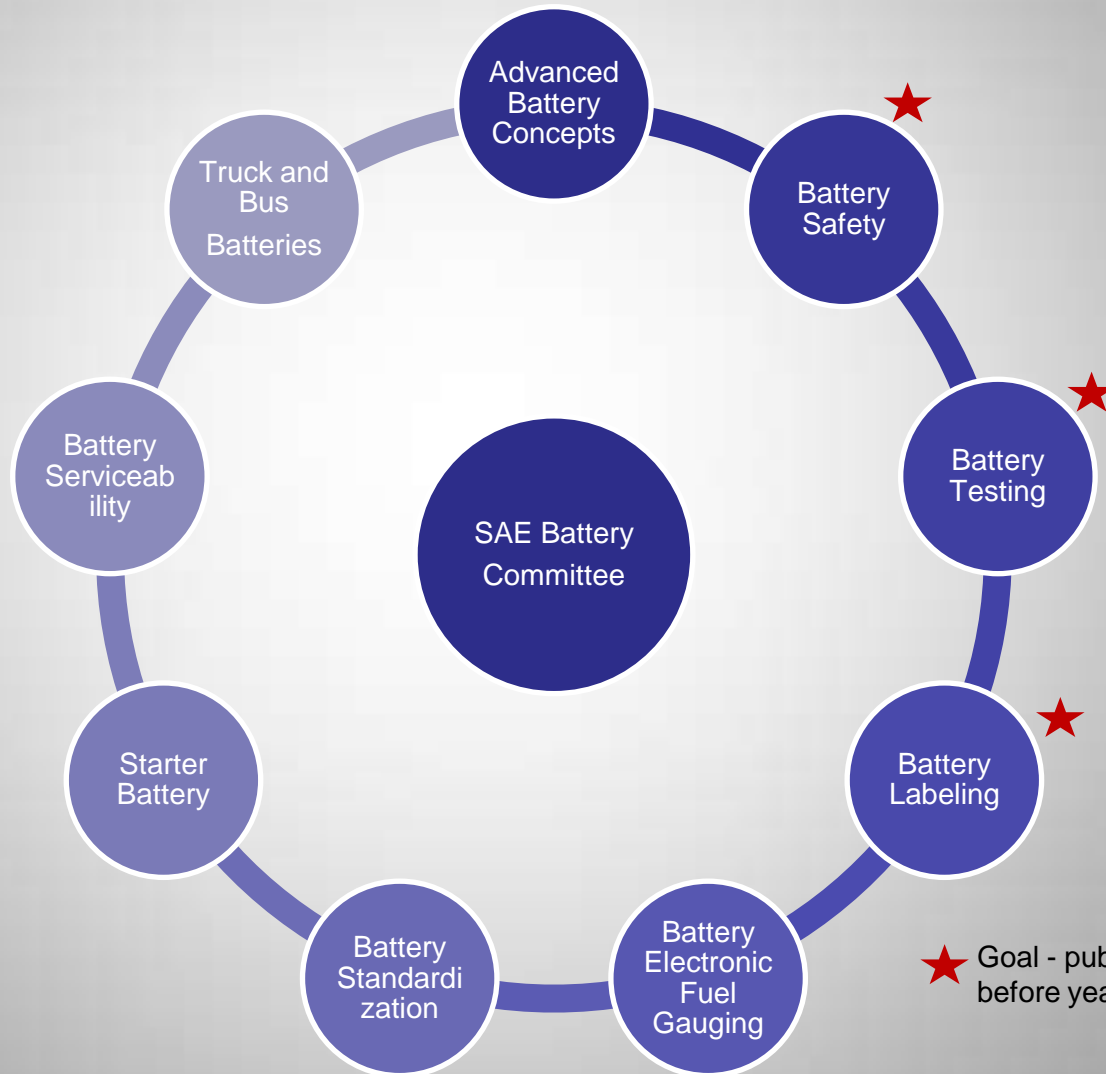 Advanced
Battery
Concepts
Battery
Safety
Battery
Testing
Battery
Labeling
Battery
Electronic
Fuel
Gauging
Battery
Standardi
zation
Starter
Battery
Battery
Serviceab
ility
Truck and
Bus
Batteries
SAE Battery
Committee
Goal - pub
before yea